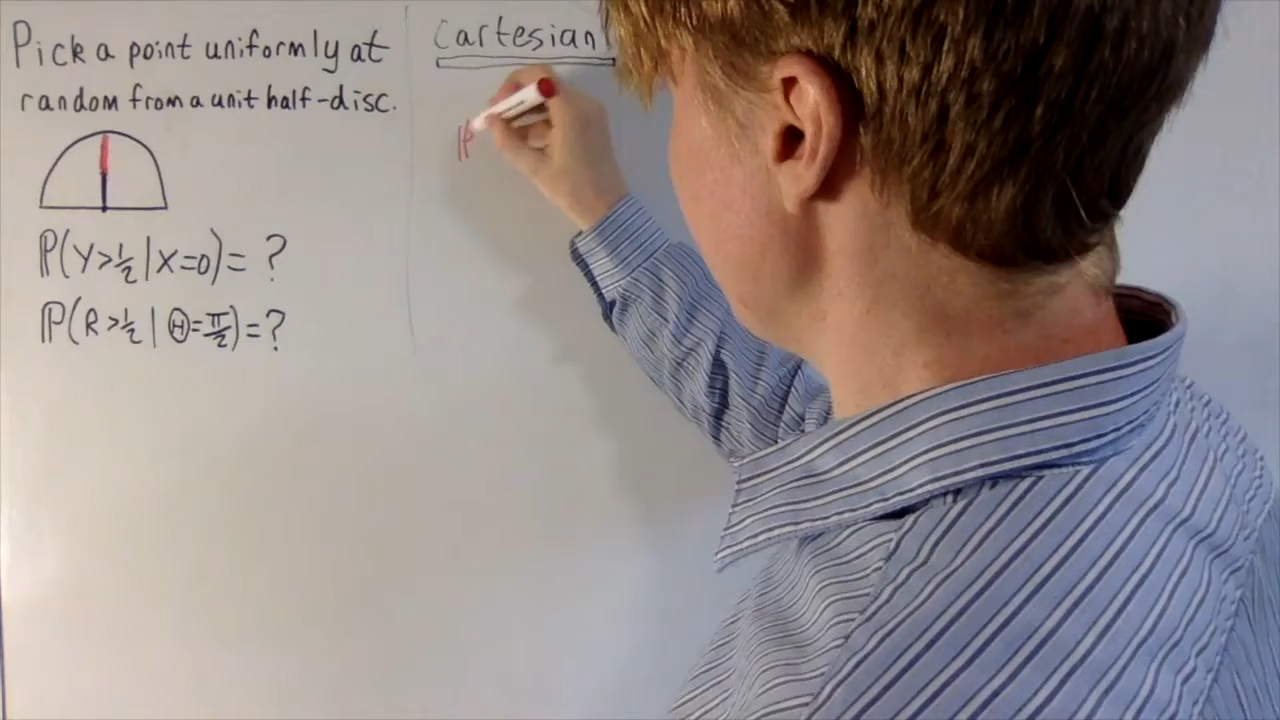 Pick a point uniformly at
random from a unit half-disc.
ℙ(Y>½|X=0)=?
ℙ(R>½|Θ=π/2)=?
Cartesian
ℙ